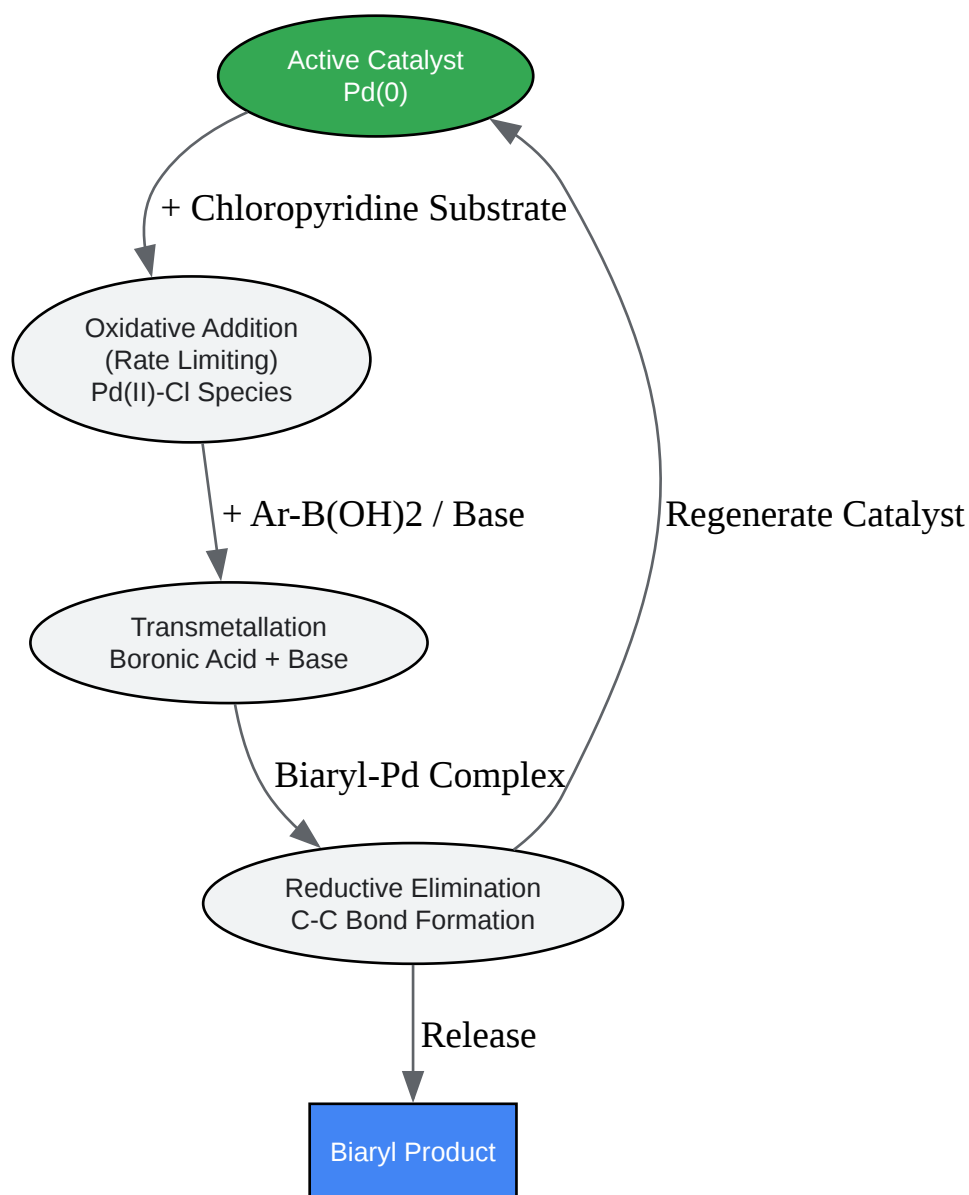 Active Catalyst
Pd(0)
+ Chloropyridine Substrate
Oxidative Addition
(Rate Limiting)
Pd(II)-Cl Species
+ Ar-B(OH)2 / Base
Regenerate Catalyst
Transmetallation
Boronic Acid + Base
Biaryl-Pd Complex
Reductive Elimination
C-C Bond Formation
Release
Biaryl Product